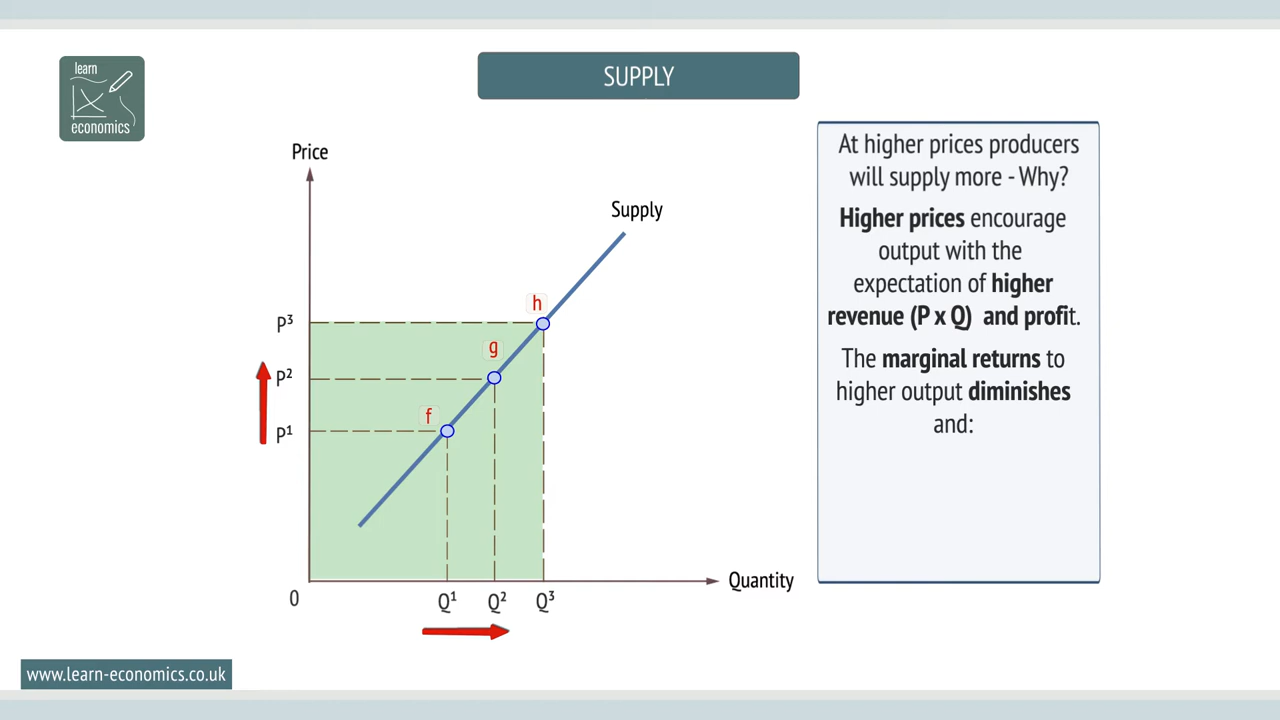 learn
economics
SUPPLY
Price
Supply
h
P³
g
P²
f
P¹
Quantity
0
Q¹
Q²
Q³
At higher prices producers
will supply more - Why?
Higher prices encourage
output with the
expectation of higher
revenue (P x Q) and profit.
The marginal returns to
higher output diminishes
and:
www.learn-economics.co.uk